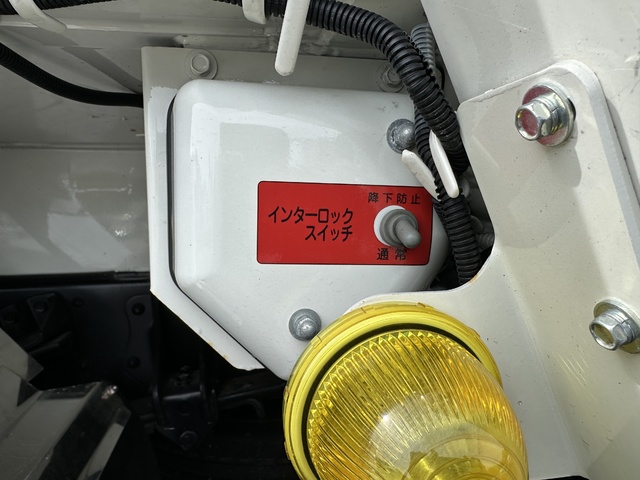 降下防止
インターロック
スイッチ
通常